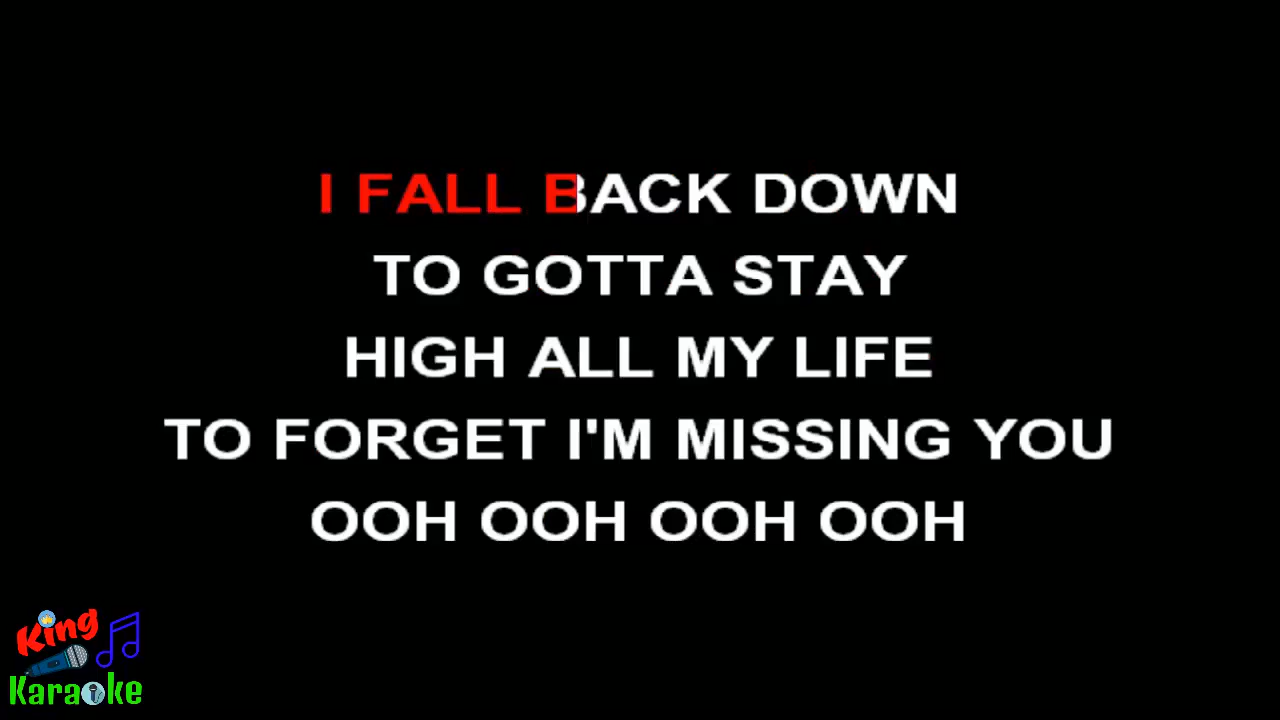 I FALL BACK DOWN
TO GOTTA STAY
HIGH ALL MY LIFE
TO FORGET I'M MISSING YOU
OOH OOH OOH OOH
King
Karaoke